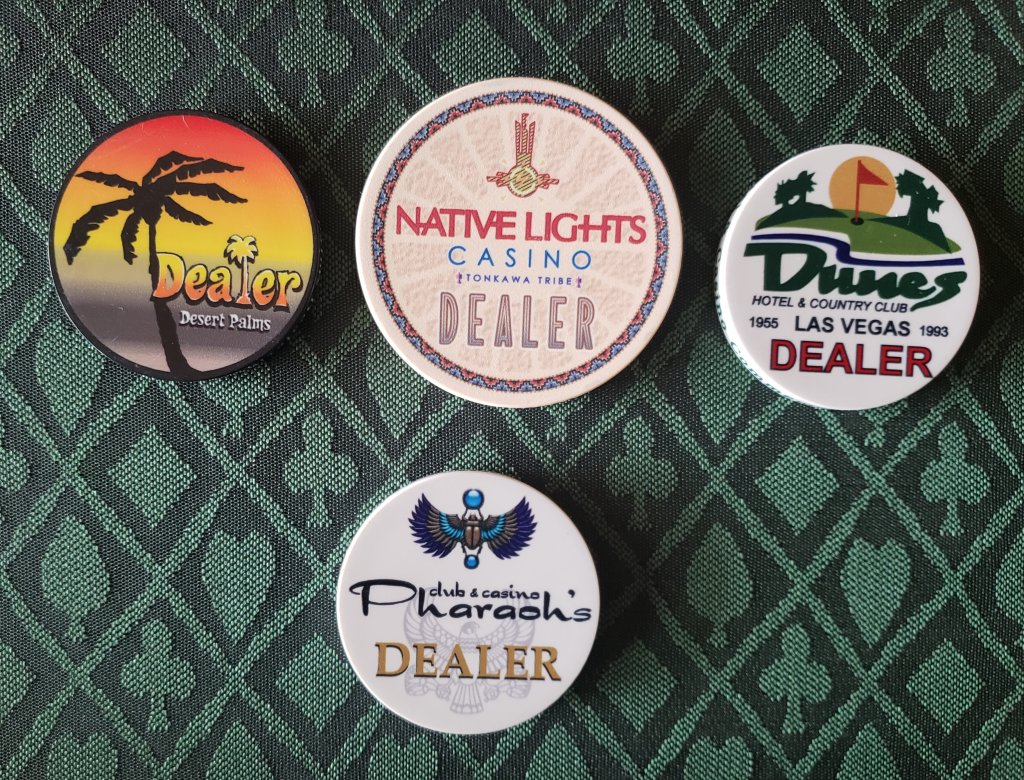 Dealer
Desert Palms
NATIVE LIGHTS
CASINO
TONKAWA TRIBE
DEALER
Dunes
HOTEL & COUNTRY CLUB
1955 LAS VEGAS 1993
DEALER
club & casino
Pharaoh's
DEALER